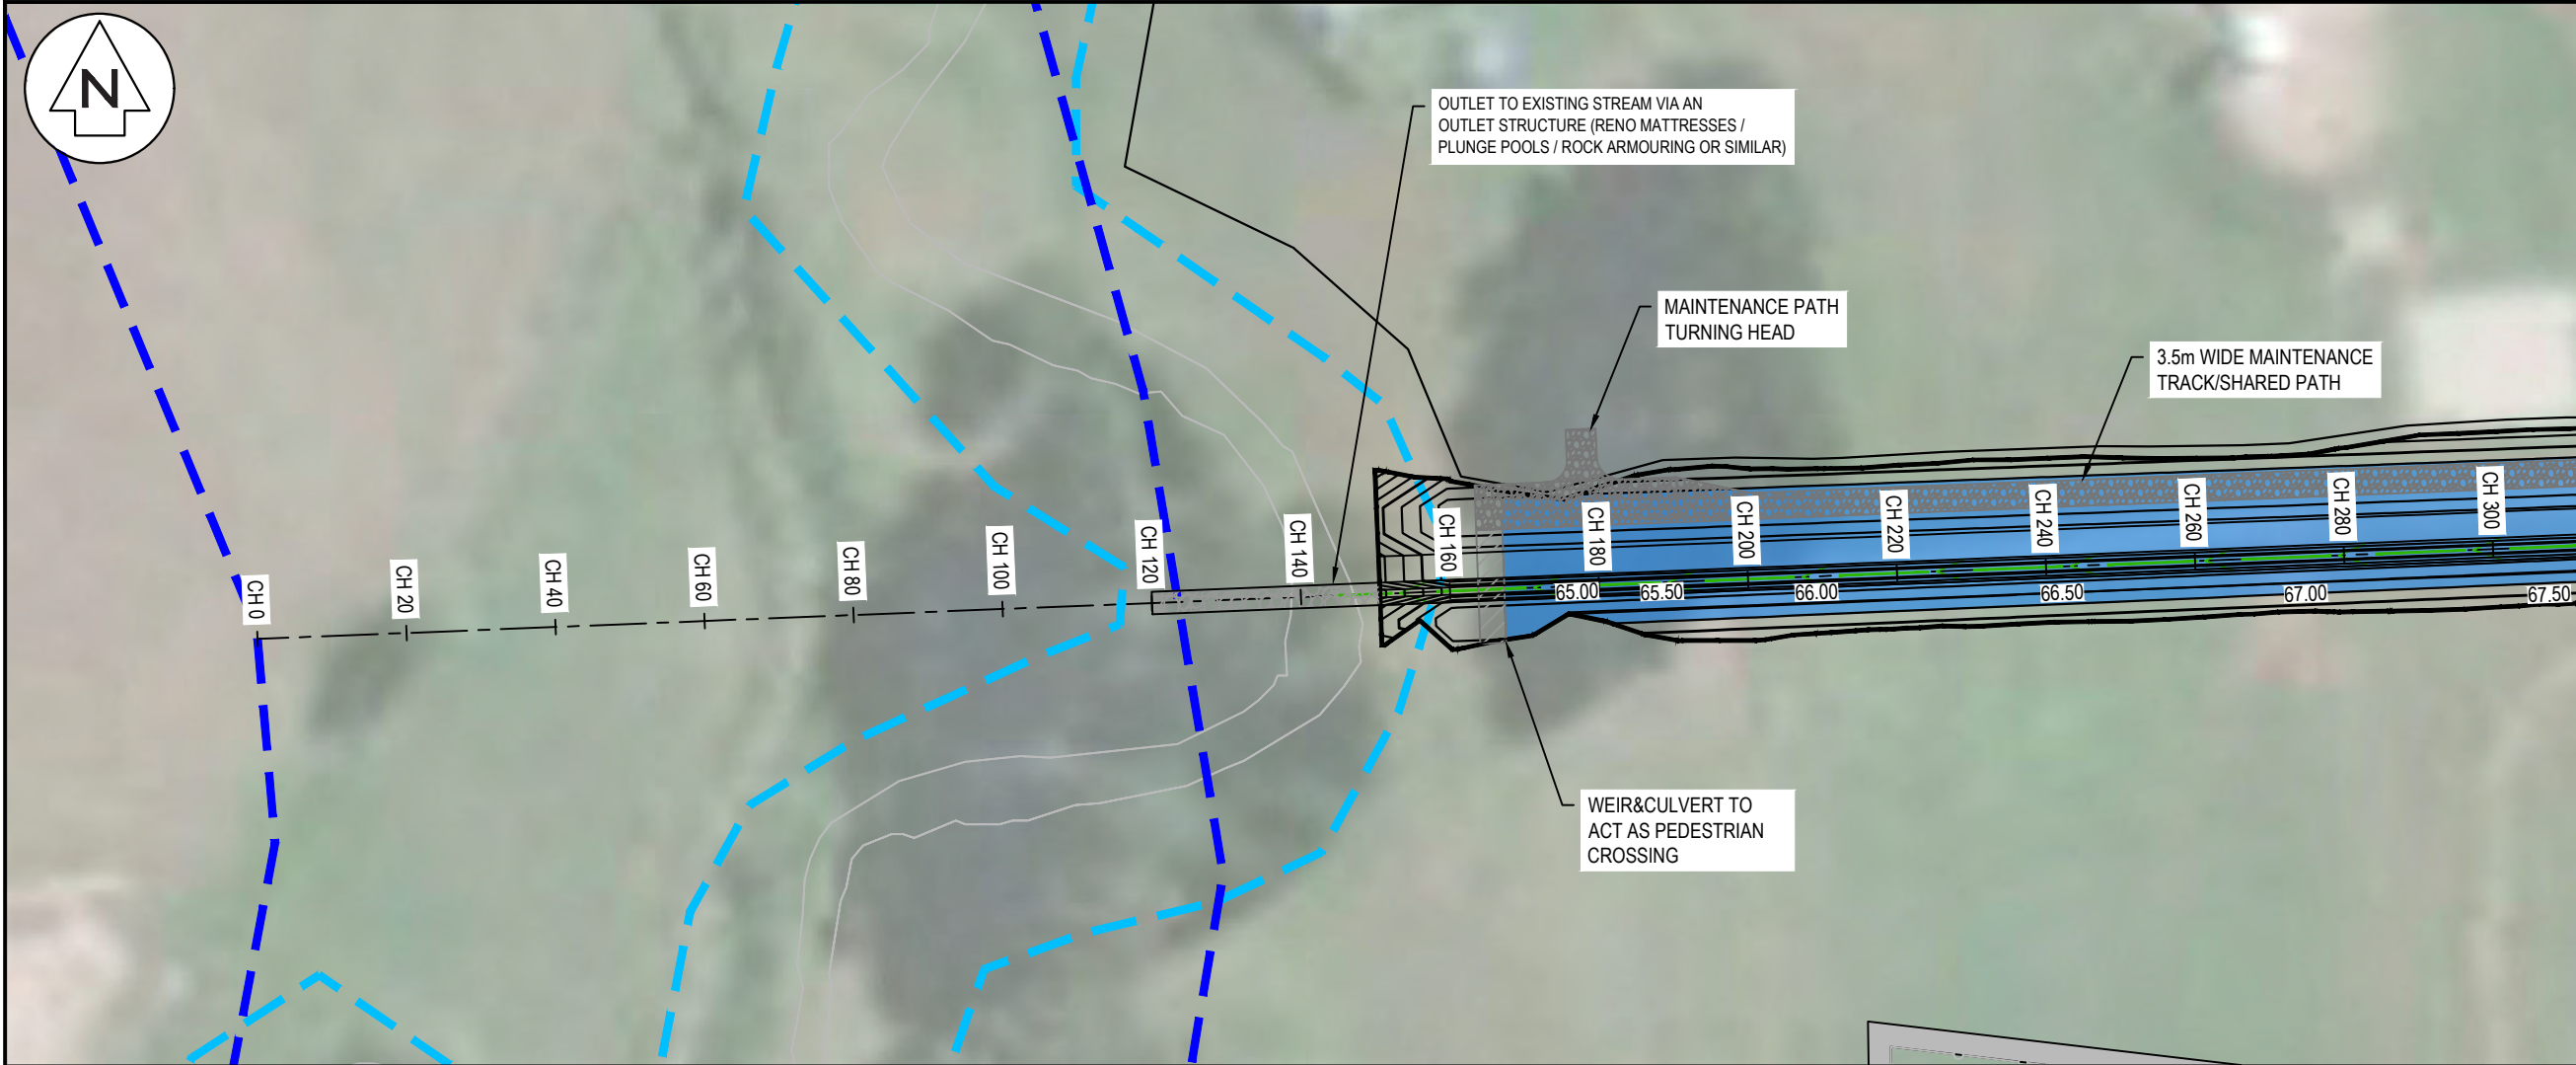 N
OUTLET TO EXISTING STREAM VIA AN
OUTLET STRUCTURE (RENO MATTRESSES /
PLUNGE POOLS / ROCK ARMOURING OR SIMILAR)
MAINTENANCE PATH
TURNING HEAD
3.5m WIDE MAINTENANCE
TRACK/SHARED PATH
CH 0
CH 20
CH 40
CH 60
CH 80
CH 100
CH 120
CH 140
CH 160
CH 180
CH 200
CH 220
CH 240
CH 260
CH 280
CH 300
65.00
65.50
66.00
66.50
67.00
67.50
WEIR&CULVERT TO
ACT AS PEDESTRIAN
CROSSING